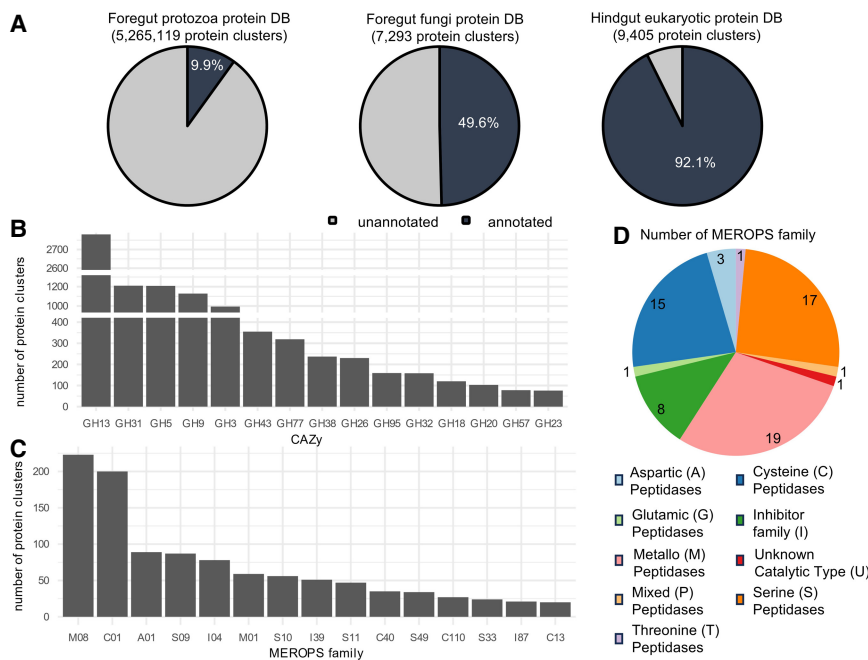 A
Foregut protozoa protein DB
(5,265,119 protein clusters)
9.9%
Foregut fungi protein DB
(7,293 protein clusters)
49.6%
Hindgut eukaryotic protein DB
(9,405 protein clusters)
92.1%
unannotated
annotated
B
number of protein clusters
2700
2600
1200
1000
400
300
200
100
0
GH13 GH31 GH5 GH9 GH3 GH43 GH77 GH38 GH26 GH95 GH32 GH18 GH20 GH57 GH23
CAZy
C
number of protein clusters
200
150
100
50
0
M08 C01 A01 S09 I04 M01 S10 I39 S11 C40 S49 C110 S33 I87 C13
MEROPS family
D
Number of MEROPS family
3
1
17
15
1
1
1
8
19
Aspartic (A)
Peptidases
Cysteine (C)
Peptidases
Glutamic (G)
Peptidases
Inhibitor
family (I)
Metallo (M)
Peptidases
Unknown
Catalytic Type (U)
Mixed (P)
Peptidases
Serine (S)
Peptidases
Threonine (T)
Peptidases